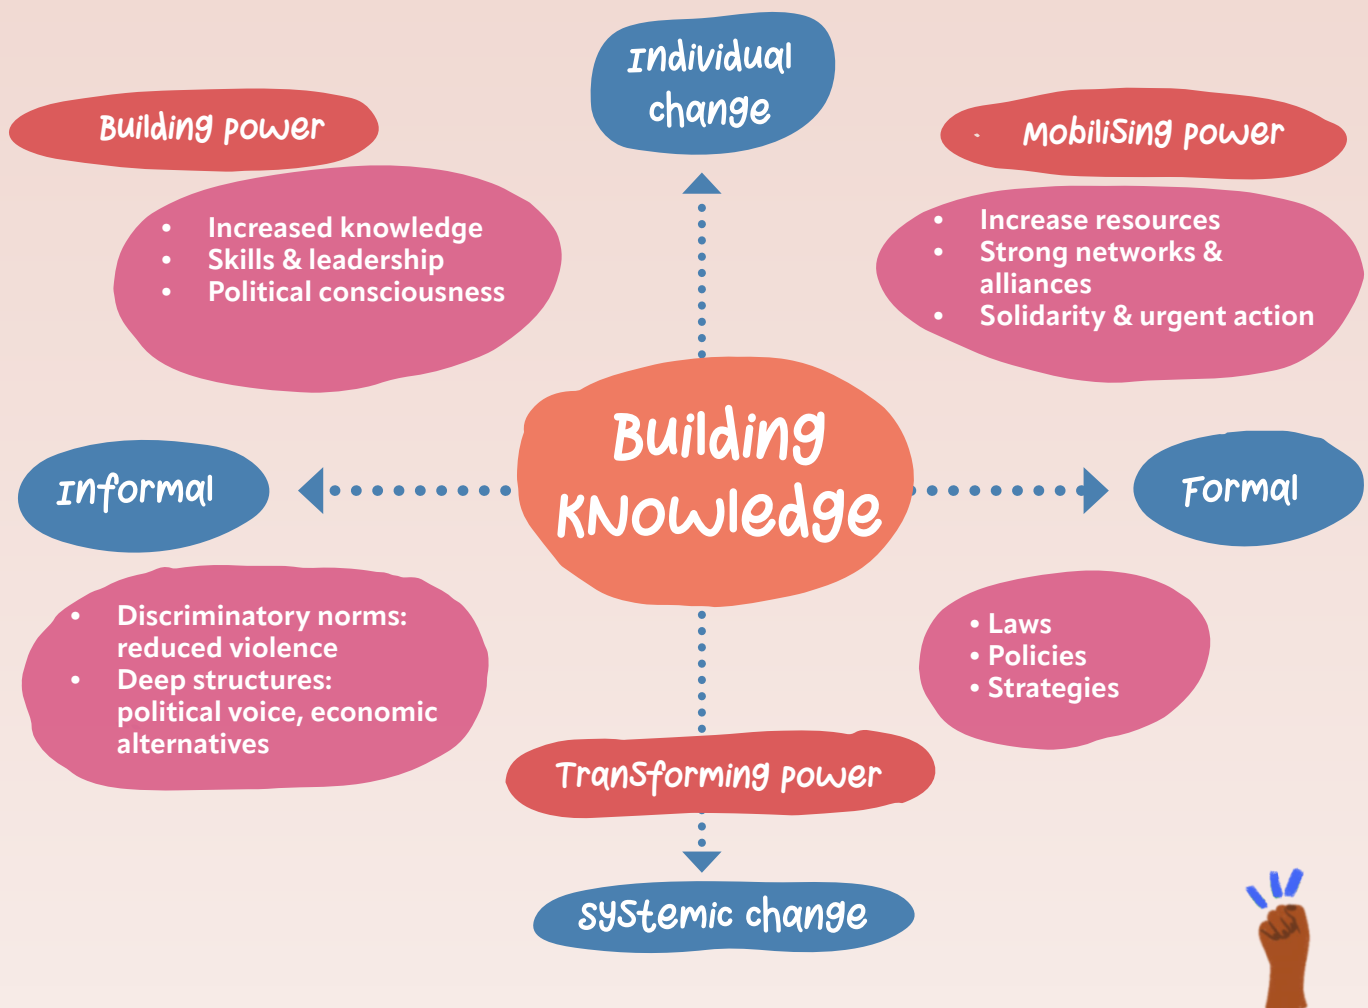 Individual
change
Building power
• Increased knowledge
• Skills & leadership
• Political consciousness
Mobilising power
• Increase resources
• Strong networks &
alliances
• Solidarity & urgent action
Building
Knowledge
Informal
Formal
• Discriminatory norms:
reduced violence
• Deep structures:
political voice, economic
alternatives
• Laws
• Policies
• Strategies
Transforming power
Systemic change